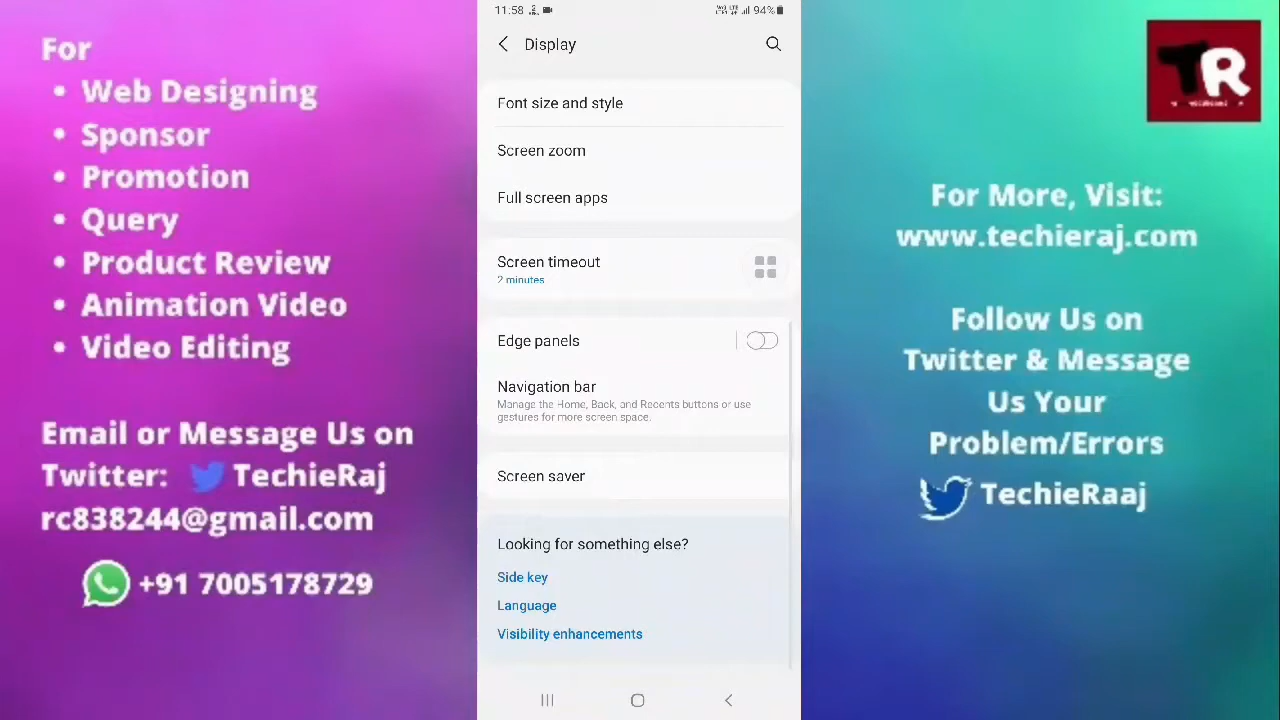 For
• Web Designing
• Sponsor
• Promotion
• Query
• Product Review
• Animation Video
• Video Editing
Email or Message Us on
Twitter: TechieRaj
rc838244@gmail.com
+91 7005178729
11:58
94%
Display
Font size and style
Screen zoom
Full screen apps
Screen timeout
2 minutes
Edge panels
Navigation bar
Manage the Home, Back, and Recents buttons or use
gestures for more screen space.
Screen saver
Looking for something else?
Side key
Language
Visibility enhancements
TR
For More, Visit:
www.techieraj.com
Follow Us on
Twitter & Message
Us Your
Problem/Errors
TechieRaaj